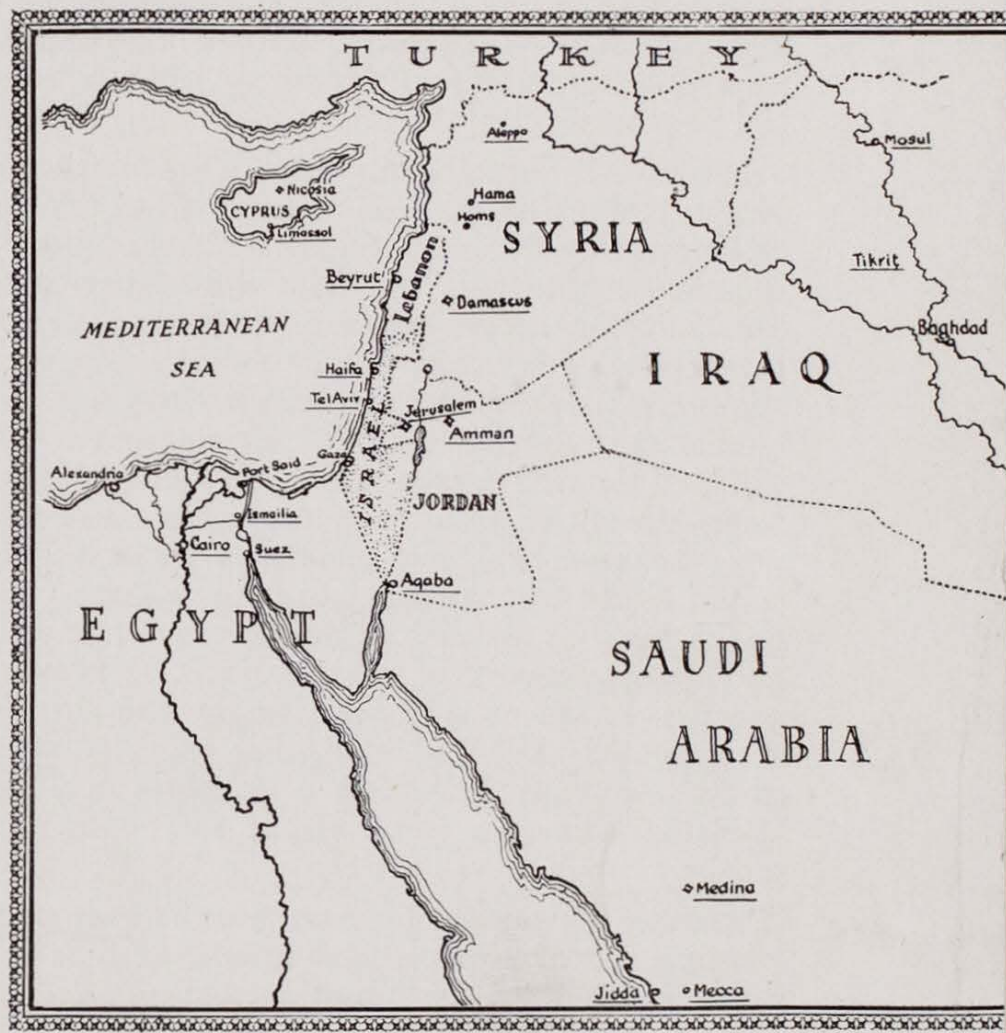 TURKEY
Aleppo
Mosul
Nicosia
Hama
CYPRUS
Homs
Limassol
SYRIA
Tikrit
Beyrut
Lebanon
Damascus
MEDITERRANEAN
SEA
Baghdad
Haifa
IRAQ
Tel Aviv
Jerusalem
Amman
ISRAEL
Gaza
Alexandria
Port Said
JORDAN
Ismailia
Cairo
Suez
Aqaba
EGYPT
SAUDI
ARABIA
Medina
Jidda
Mecca